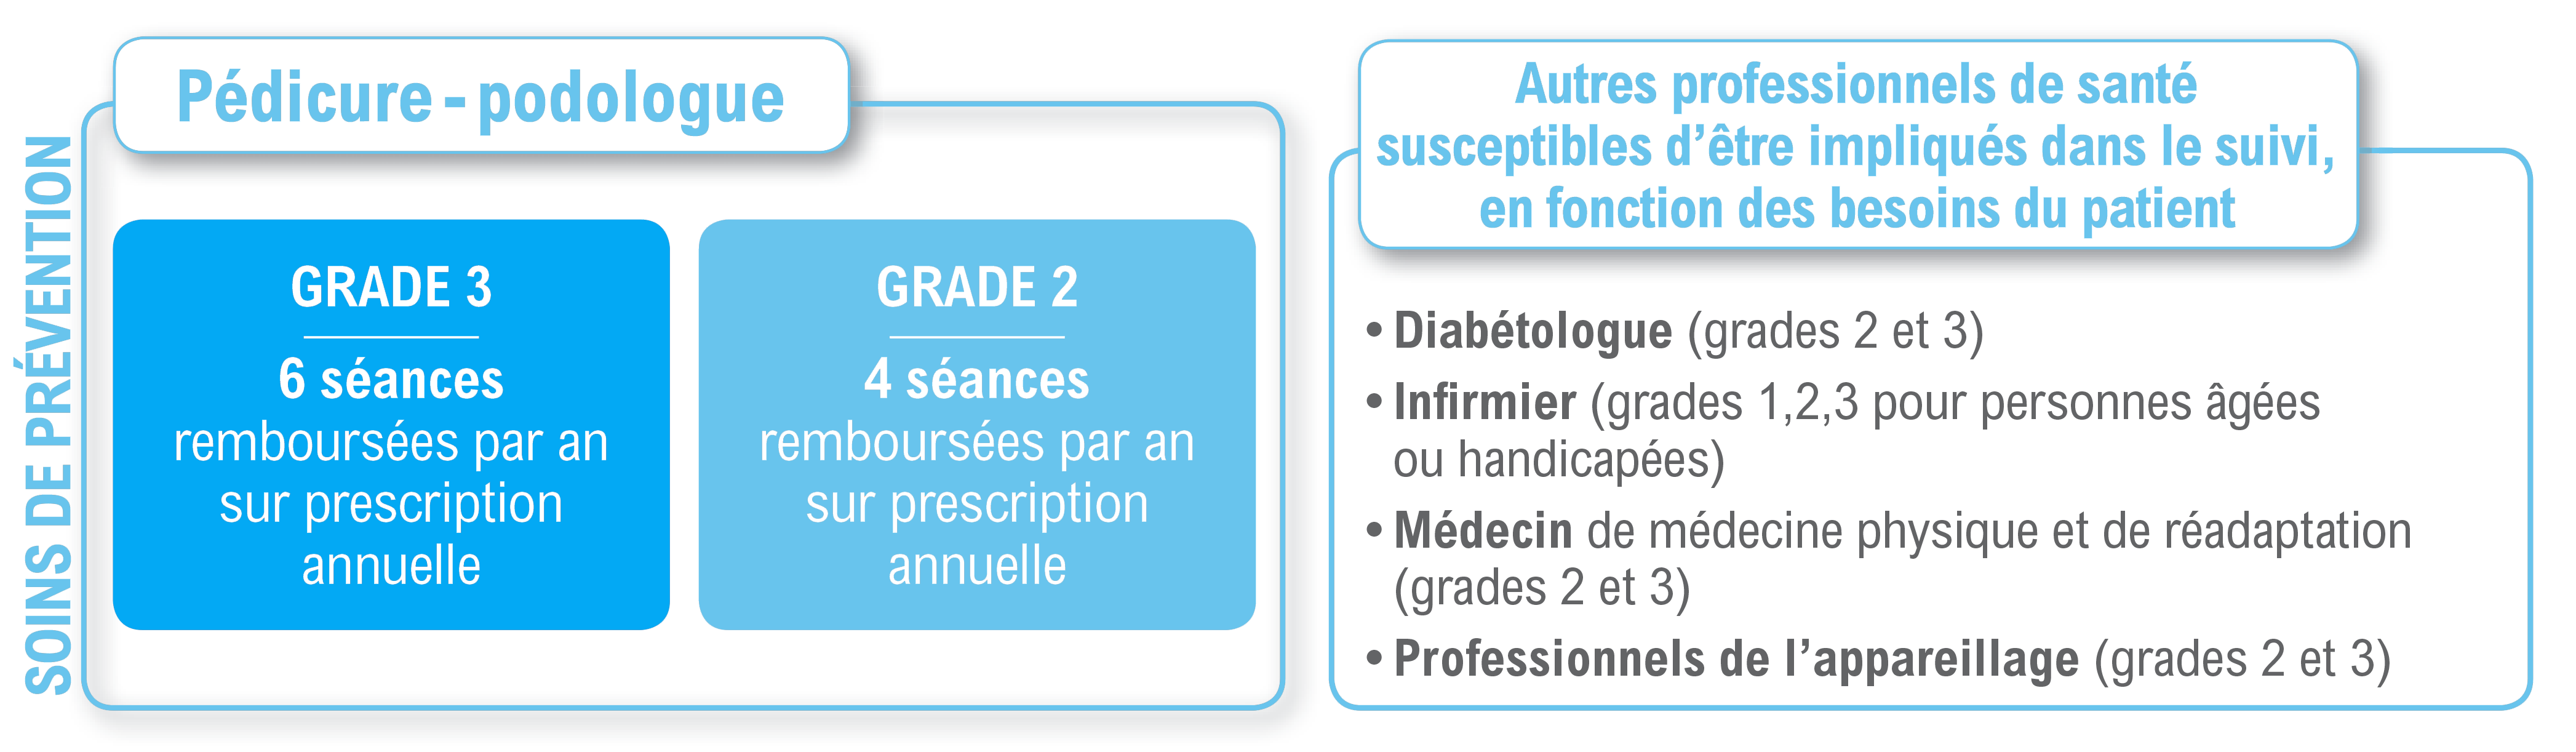 SOINS DE PRÉVENTION
Pédicure - podologue
GRADE 3
6 séances
remboursées par an
sur prescription
annuelle
GRADE 2
4 séances
remboursées par an
sur prescription
annuelle
Autres professionnels de santé
susceptibles d’être impliqués dans le suivi,
en fonction des besoins du patient
• Diabétologue (grades 2 et 3)
• Infirmier (grades 1,2,3 pour personnes âgées
ou handicapées)
• Médecin de médecine physique et de réadaptation
(grades 2 et 3)
• Professionnels de l’appareillage (grades 2 et 3)